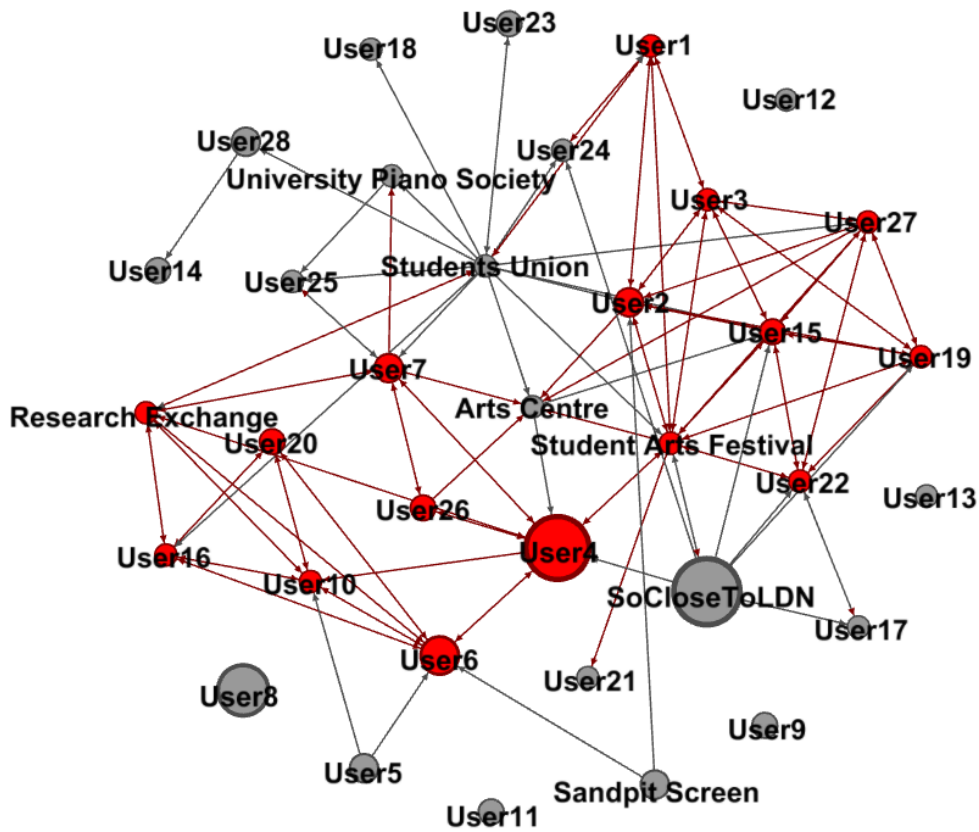 User23
User18
User1
User12
User28
User24
University Piano Society
User3
User27
User14
User25
Students Union
User2
User15
User19
User7
Research Exchange
Arts Centre
User20
Student Arts Festival
User22
User13
User26
User16
User4
User10
SoCloseToLDN
User17
User6
User21
User8
User9
User5
Sandpit Screen
User11